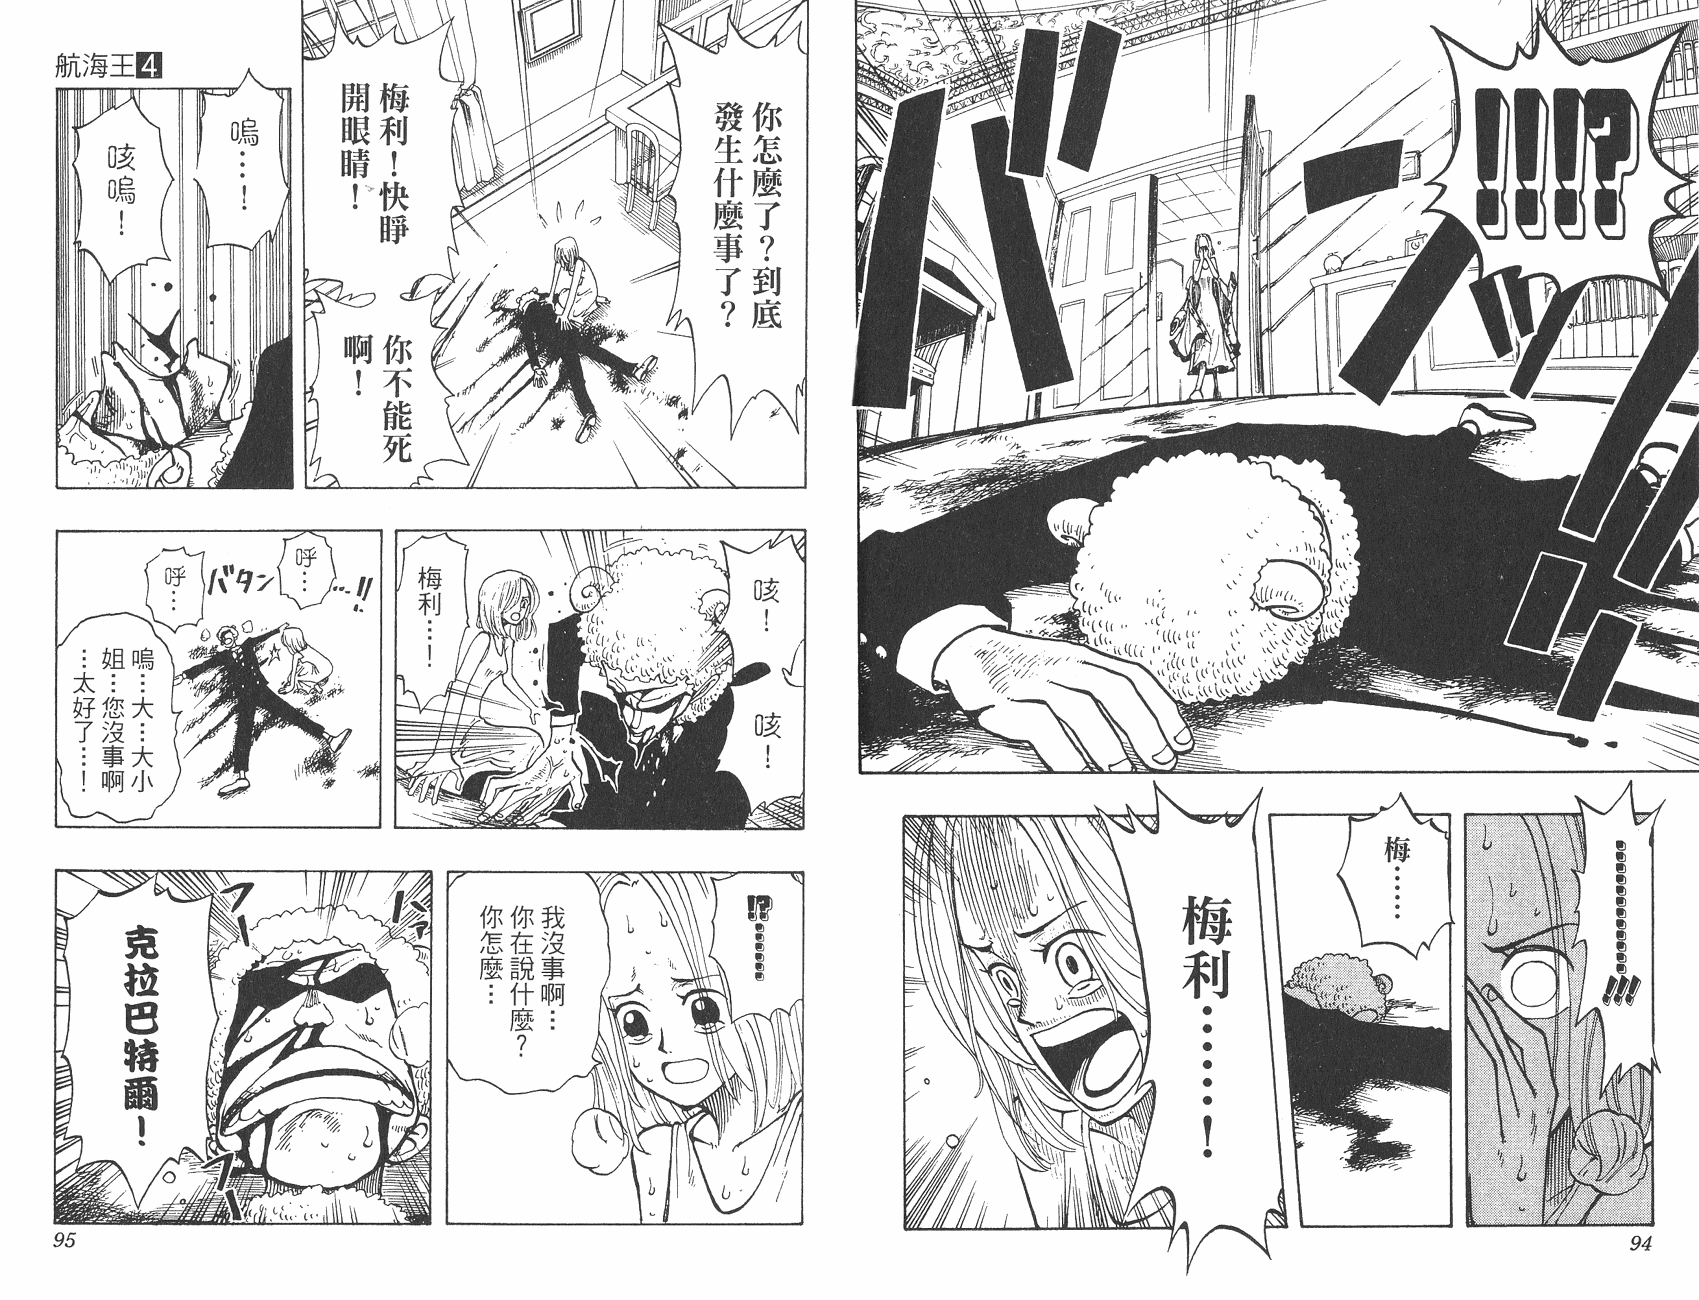 !!!!?
バーン
………………!!!
梅……
梅利………！
94
航海王4
你怎麼了？到底
發生什麼事了？
梅利！快睜
開眼睛！
你不能死
啊！
嗚…！
咳嗚！
咳！
咳！
梅利…！
…!!
呼…
バタン
呼…
嗚…大…大小
姐…您沒事啊
…太好了…！
!?…………
我沒事啊…
你在說什麼？
你怎麼…
克拉巴特爾！
95